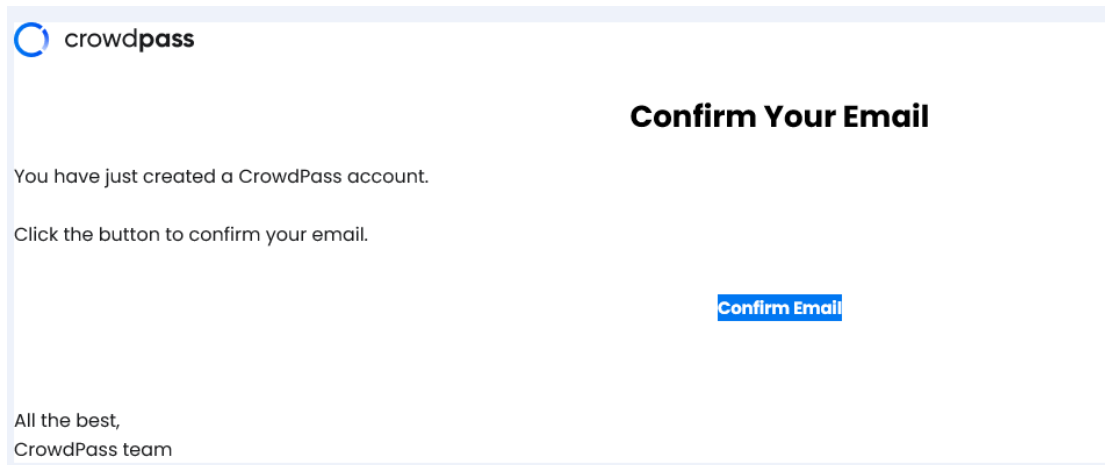 crowdpass
Confirm Your Email
You have just created a CrowdPass account.
Click the button to confirm your email.
Confirm Email
All the best,
CrowdPass team